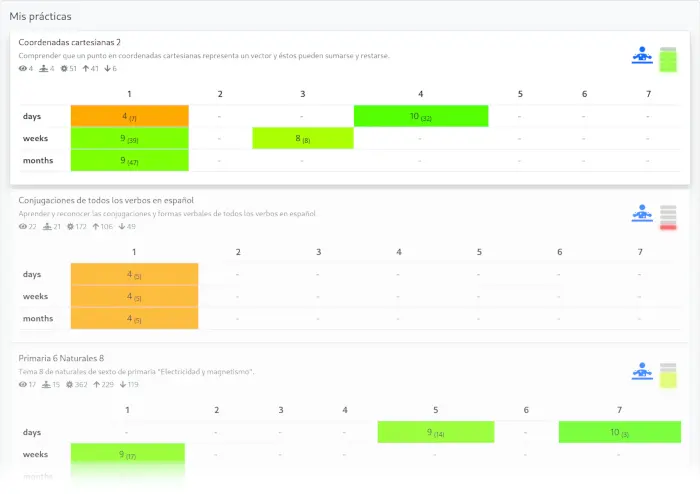 Mis prácticas
Coordenadas cartesianas 2
Comprender que un punto en coordenadas cartesianas representa un vector y éstos pueden sumarse y restarse.
4 4 51 41 6
1 2 3 4 5 6 7
days 4 (7) - - 10 (32) - - -
weeks 9 (39) - 8 (8) - - - -
months 9 (47) - - - - - -
Conjugaciones de todos los verbos en español
Aprender y reconocer las conjugaciones y formas verbales de todos los verbos en español
22 21 172 106 49
1 2 3 4 5 6 7
days 4 (5) - - - - - -
weeks 4 (5) - - - - - -
months 4 (5) - - - - - -
Primaria 6 Naturales 8
Tema 8 de naturales de sexto de primaria "Electricidad y magnetismo".
17 15 362 229 119
1 2 3 4 5 6 7
days - - - - 9 (14) - 10 (3)
weeks 9 (17) - - - - - -
months